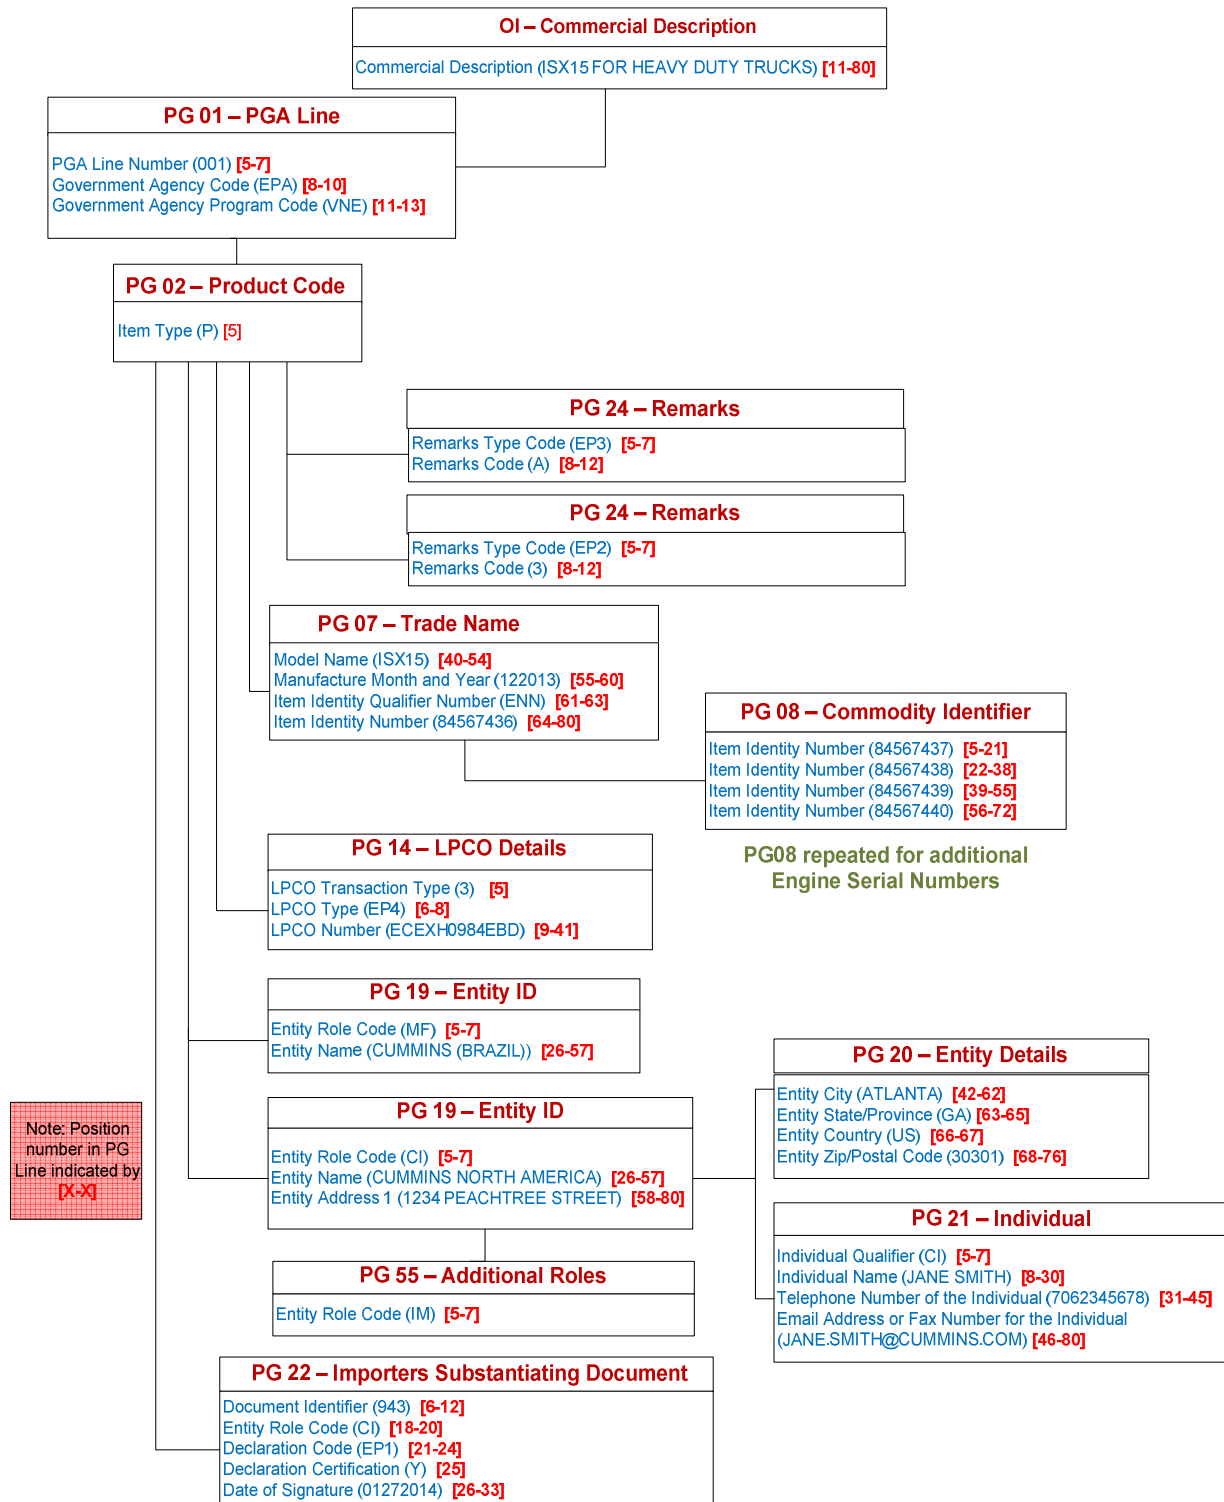 OI – Commercial Description
Commercial Description (ISX15 FOR HEAVY DUTY TRUCKS) [11-80]
PG 01 – PGA Line
PGA Line Number (001) [5-7]
Government Agency Code (EPA) [8-10]
Government Agency Program Code (VNE) [11-13]
PG 02 – Product Code
Item Type (P) [5]
PG 24 – Remarks
Remarks Type Code (EP3) [5-7]
Remarks Code (A) [8-12]
PG 24 – Remarks
Remarks Type Code (EP2) [5-7]
Remarks Code (3) [8-12]
PG 07 – Trade Name
Model Name (ISX15) [40-54]
Manufacture Month and Year (122013) [55-60]
Item Identity Qualifier Number (ENN) [61-63]
Item Identity Number (84567436) [64-80]
PG 08 – Commodity Identifier
Item Identity Number (84567437) [5-21]
Item Identity Number (84567438) [22-38]
Item Identity Number (84567439) [39-55]
Item Identity Number (84567440) [56-72]
PG08 repeated for additional
Engine Serial Numbers
PG 14 – LPCO Details
LPCO Transaction Type (3) [5]
LPCO Type (EP4) [6-8]
LPCO Number (ECEXH0984EBD) [9-41]
PG 19 – Entity ID
Entity Role Code (MF) [5-7]
Entity Name (CUMMINS (BRAZIL)) [26-57]
PG 19 – Entity ID
Entity Role Code (CI) [5-7]
Entity Name (CUMMINS NORTH AMERICA) [26-57]
Entity Address 1 (1234 PEACHTREE STREET) [58-80]
PG 20 – Entity Details
Entity City (ATLANTA) [42-62]
Entity State/Province (GA) [63-65]
Entity Country (US) [66-67]
Entity Zip/Postal Code (30301) [68-76]
Note: Position
number in PG
Line indicated by
[X-X]
PG 21 – Individual
Individual Qualifier (CI) [5-7]
Individual Name (JANE SMITH) [8-30]
Telephone Number of the Individual (7062345678) [31-45]
Email Address or Fax Number for the Individual
(JANE.SMITH@CUMMINS.COM) [46-80]
PG 55 – Additional Roles
Entity Role Code (IM) [5-7]
PG 22 – Importers Substantiating Document
Document Identifier (943) [6-12]
Entity Role Code (CI) [18-20]
Declaration Code (EP1) [21-24]
Declaration Certification (Y) [25]
Date of Signature (01272014) [26-33]